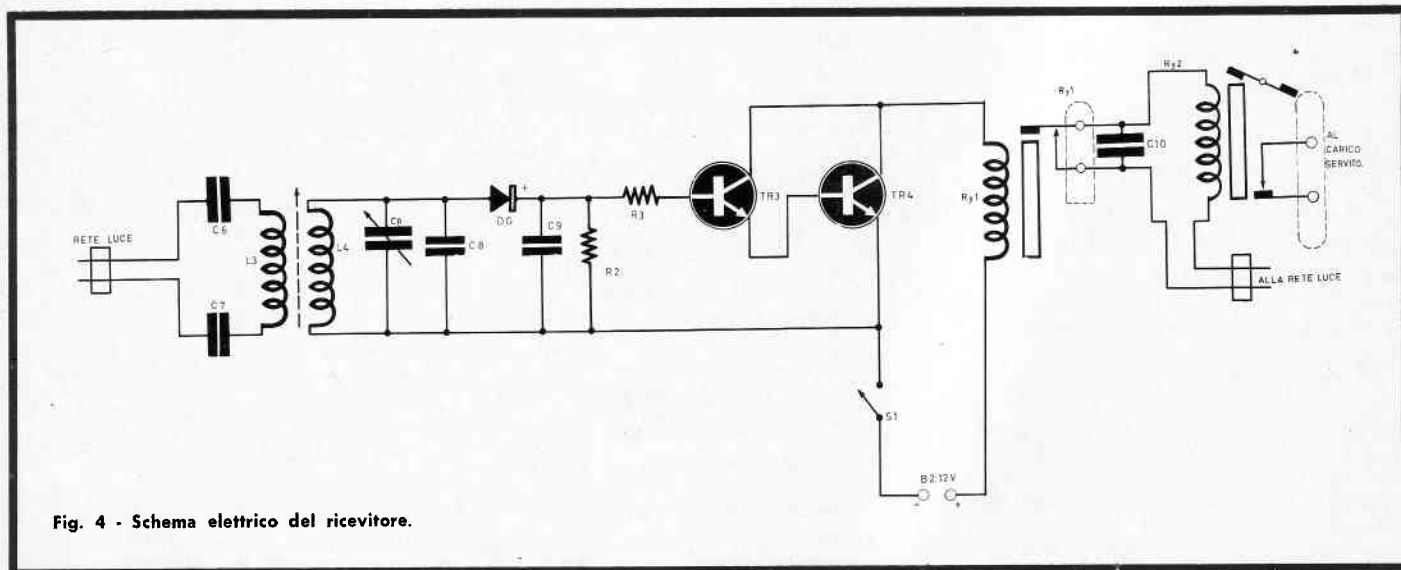 RETE LUCE
C6
C7
L3
L4
CR
C8
DG
+
C9
R2
R3
TR3
TR4
S1
B2:12V
- +
Ry1
Ry1
C10
Ry2
AL
CARICO
SERVITO.
ALLA RETE LUCE
Fig. 4 - Schema elettrico del ricevitore.